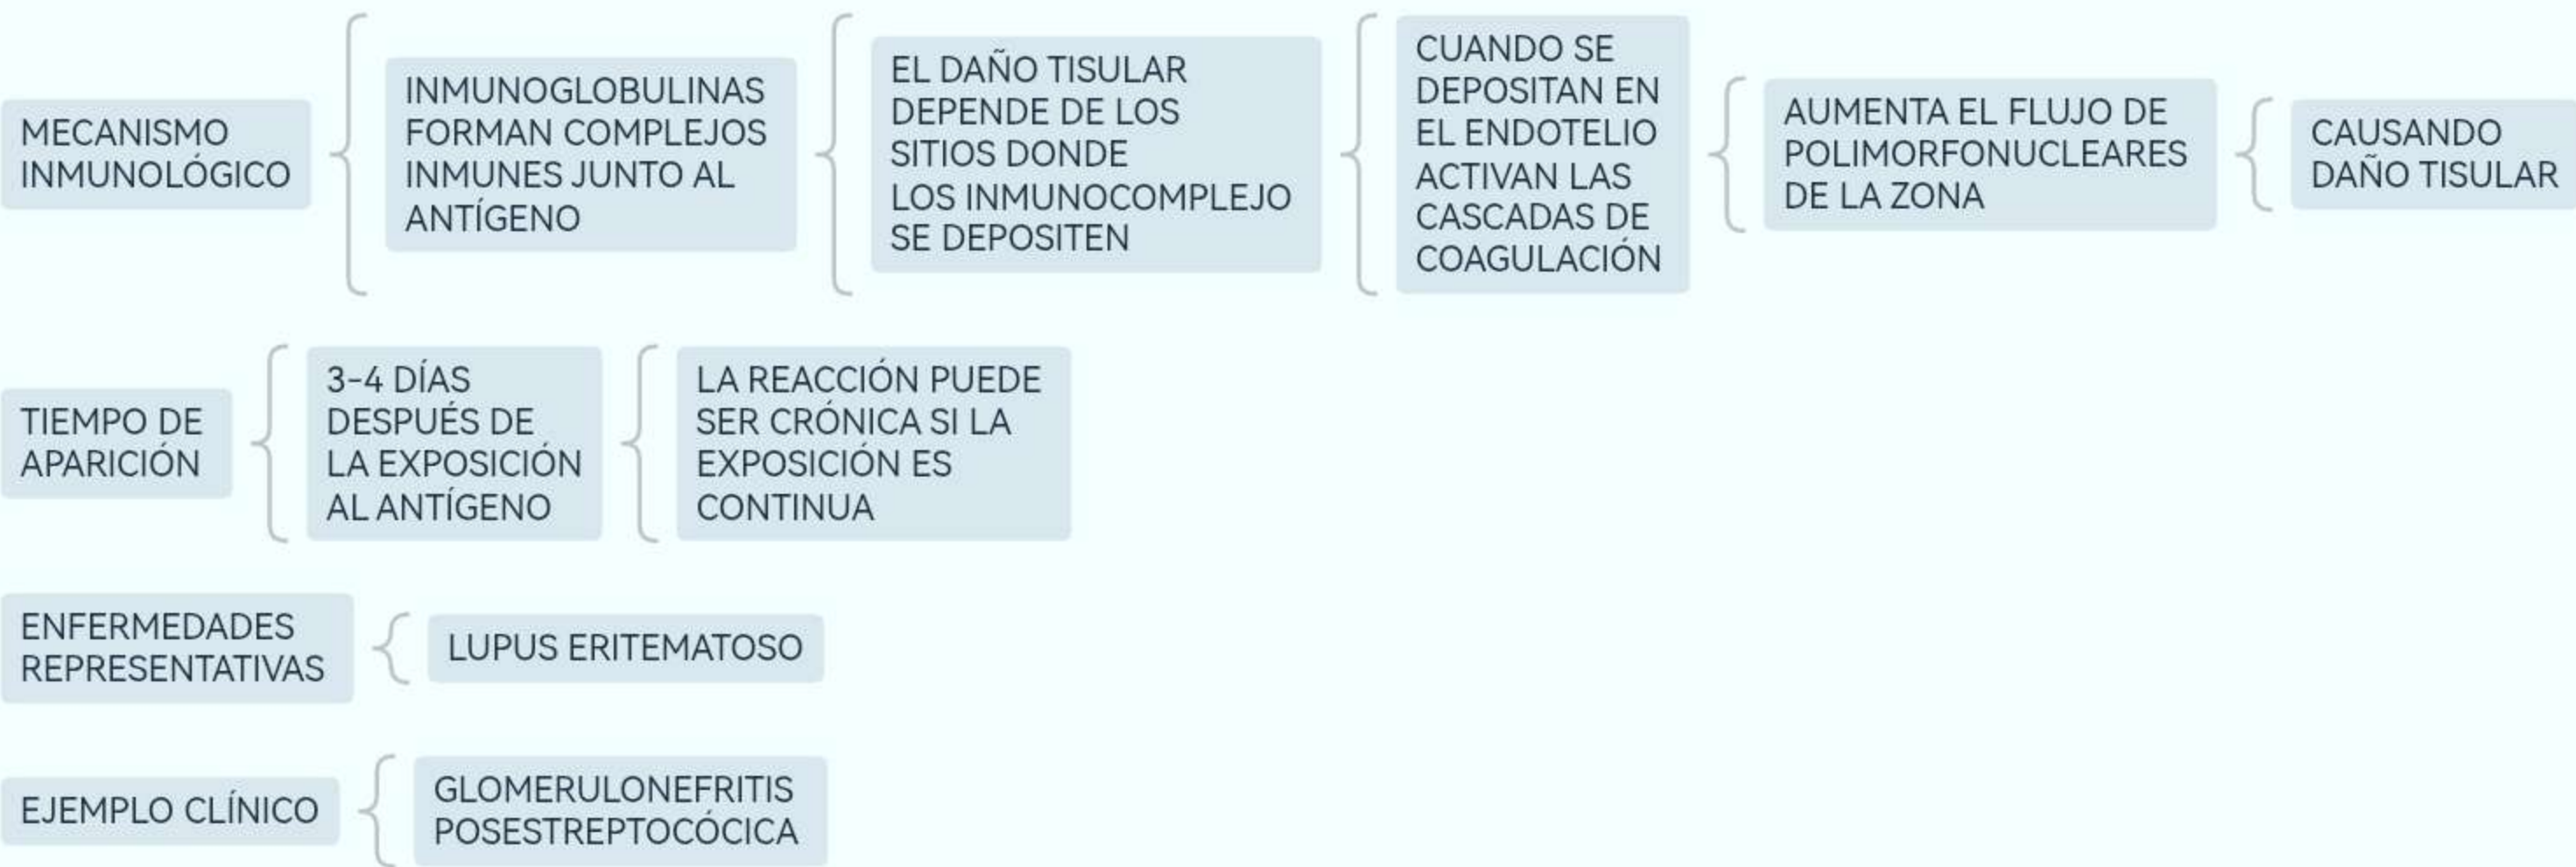 MECANISMO
INMUNOLÓGICO
INMUNOGLOBULINAS
FORMAN COMPLEJOS
INMUNES JUNTO AL
ANTÍGENO
EL DAÑO TISULAR
DEPENDE DE LOS
SITIOS DONDE
LOS INMUNOCOMPLEJO
SE DEPOSITEN
CUANDO SE
DEPOSITAN EN
EL ENDOTELIO
ACTIVAN LAS
CASCADAS DE
COAGULACIÓN
AUMENTA EL FLUJO DE
POLIMORFONUCLEARES
DE LA ZONA
CAUSANDO
DAÑO TISULAR
TIEMPO DE
APARICIÓN
3-4 DÍAS
DESPUÉS DE
LA EXPOSICIÓN
AL ANTÍGENO
LA REACCIÓN PUEDE
SER CRÓNICA SI LA
EXPOSICIÓN ES
CONTINUA
ENFERMEDADES
REPRESENTATIVAS
LUPUS ERITEMATOSO
EJEMPLO CLÍNICO
GLOMERULONEFRITIS
POSESTREPTOCÓCICA